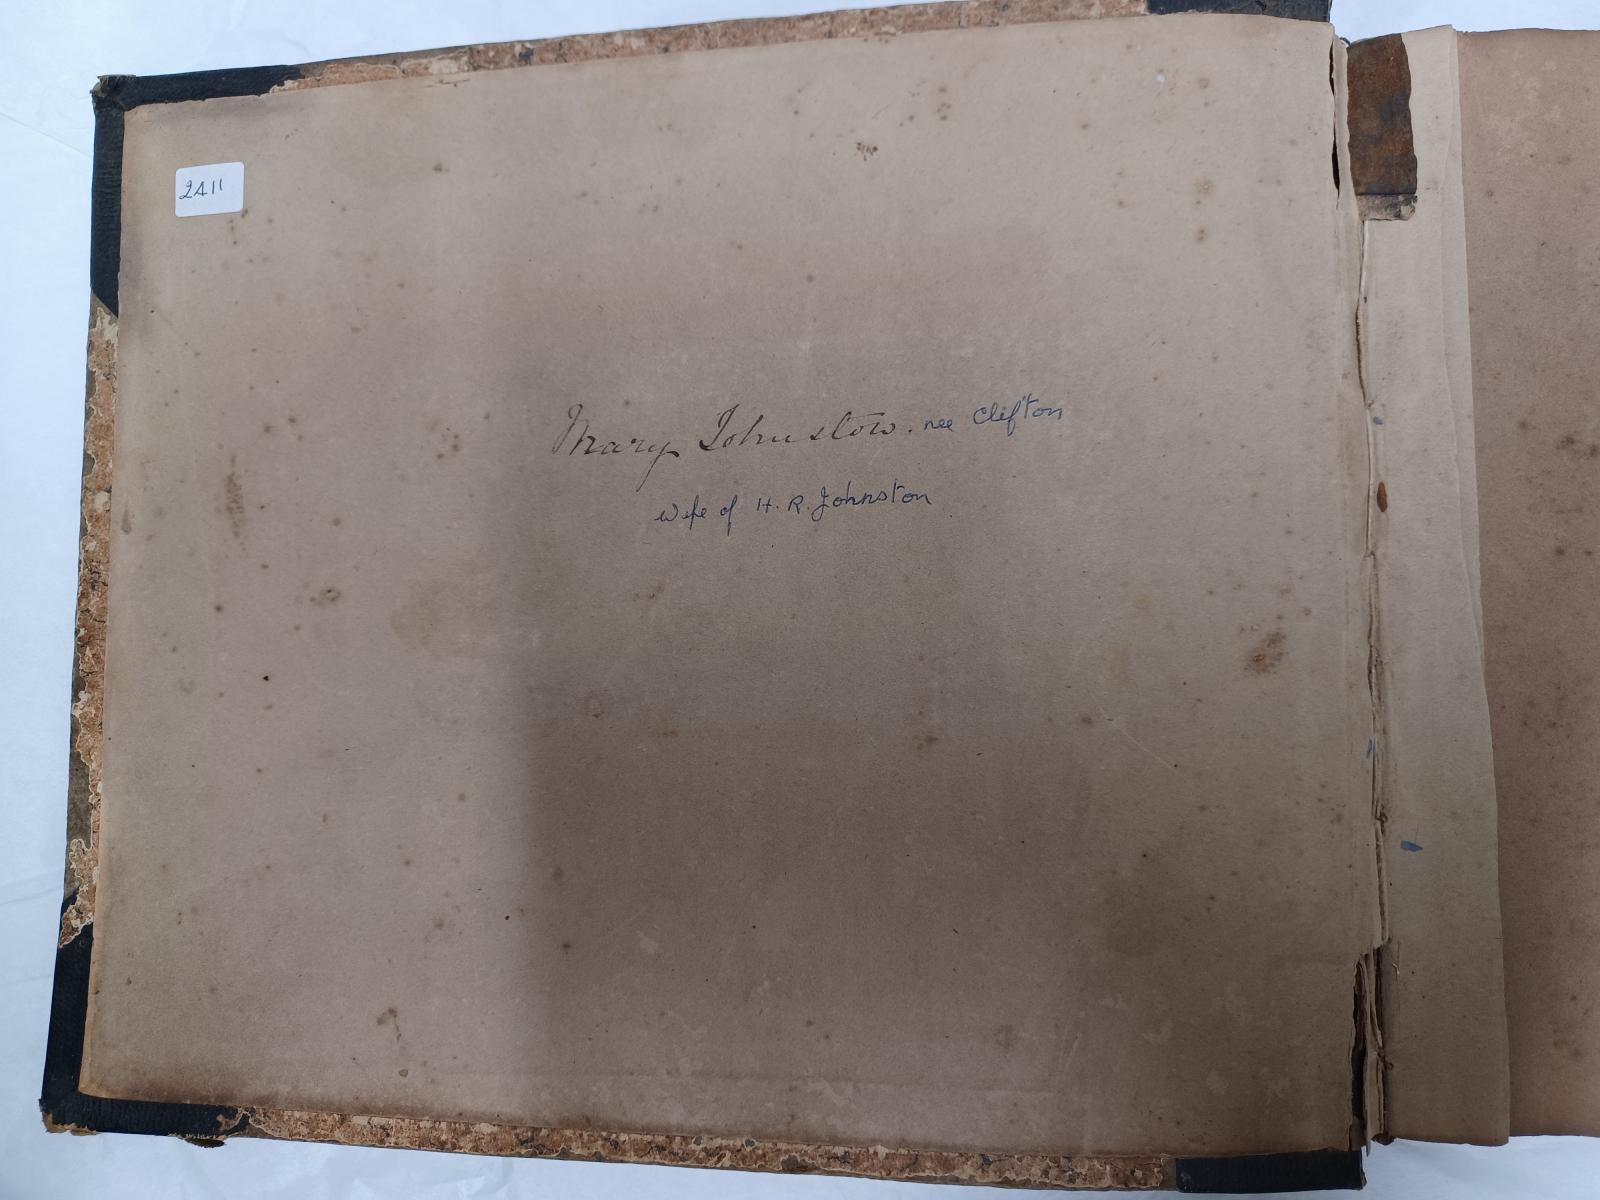 2411
Mary Johnston. nee Clifton
Wife of H. R. Johnston